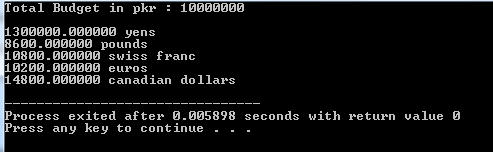 Total Budget in pkr : 10000000
1300000.000000 yens
8600.000000 pounds
10800.000000 swiss franc
10200.000000 euros
14800.000000 canadian dollars
--------------------------------
Process exited after 0.005898 seconds with return value 0
Press any key to continue . . .